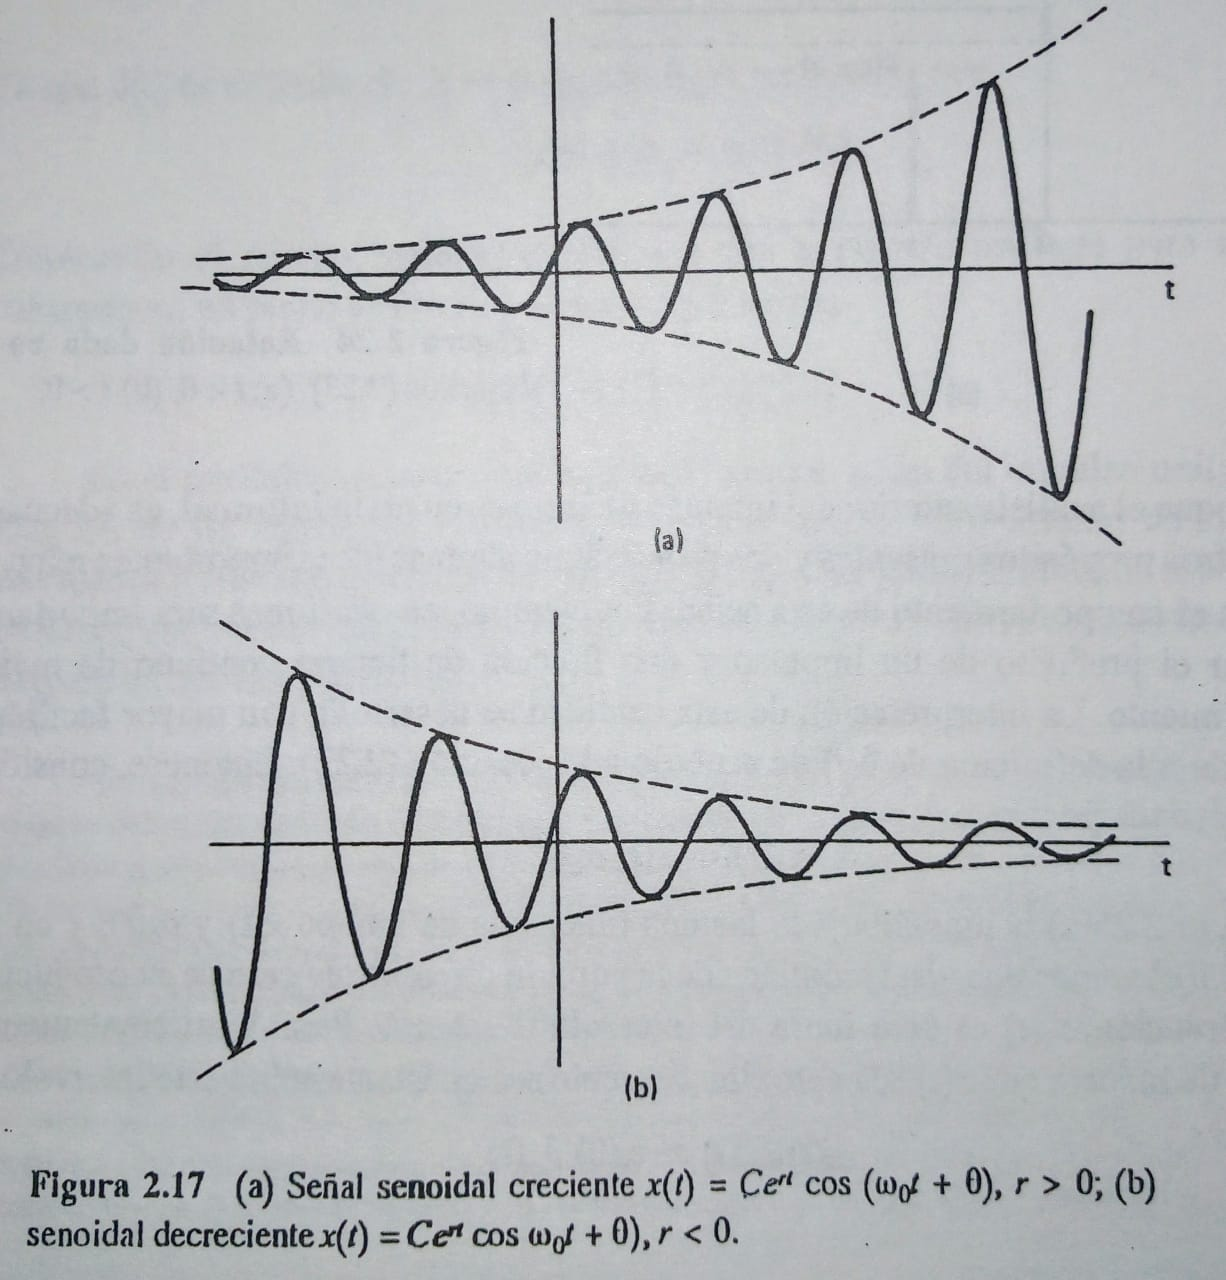 t
(a)
t
(b)
Figura 2.17 (a) Señal senoidal creciente x(t) = Ce^{rt} cos (ω₀t + θ), r > 0; (b)
senoidal decreciente x(t) = Ce^{rt} cos ω₀t + θ), r < 0.